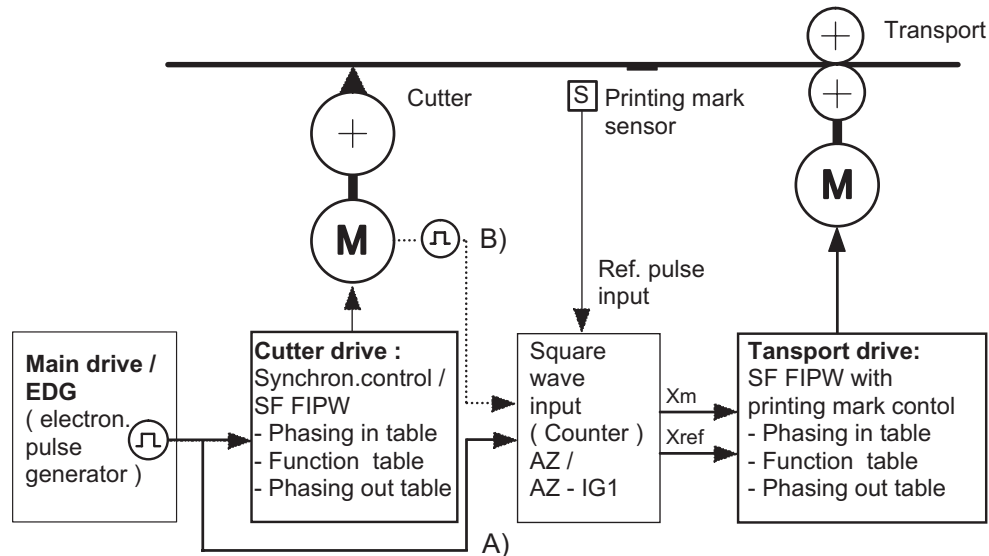 Transport
Cutter
S
Printing mark
sensor
M
M
B)
Ref. pulse
input
Main drive /
EDG
( electron.
pulse
generator )
Cutter drive :
Synchron.control /
SF FIPW
- Phasing in table
- Function table
- Phasing out table
Square
wave
input
( Counter )
AZ /
AZ - IG1
Xm
Xref
Tansport drive:
SF FIPW with
printing mark contol
- Phasing in table
- Function table
- Phasing out table
A)